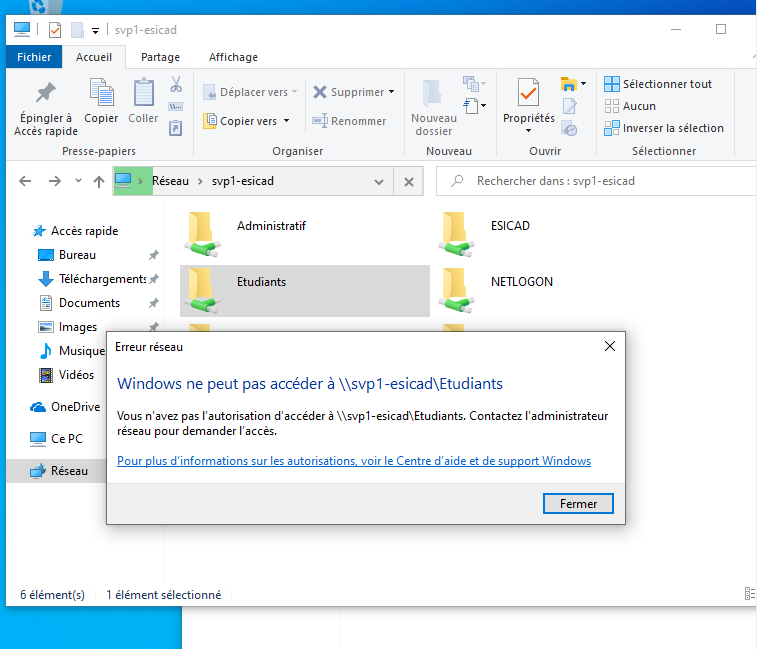 svp1-esicad
Fichier
Accueil
Partage
Affichage
Épingler à
Accès rapide
Copier
Coller
Déplacer vers
Copier vers
Supprimer
Renommer
Nouveau
dossier
Propriétés
Sélectionner tout
Aucun
Inverser la sélection
Presse-papiers
Organiser
Nouveau
Ouvrir
Sélectionner
Réseau > svp1-esicad
Rechercher dans : svp1-esicad
Accès rapide
Bureau
Téléchargements
Documents
Images
Musique
Vidéos
OneDrive
Ce PC
Réseau
Administratif
ESICAD
Etudiants
NETLOGON
Erreur réseau
Windows ne peut pas accéder à \\svp1-esicad\Etudiants
Vous n'avez pas l'autorisation d'accéder à \\svp1-esicad\Etudiants. Contactez l'administrateur
réseau pour demander l'accès.
Pour plus d'informations sur les autorisations, voir le Centre d'aide et de support Windows
Fermer
6 élément(s)
1 élément sélectionné